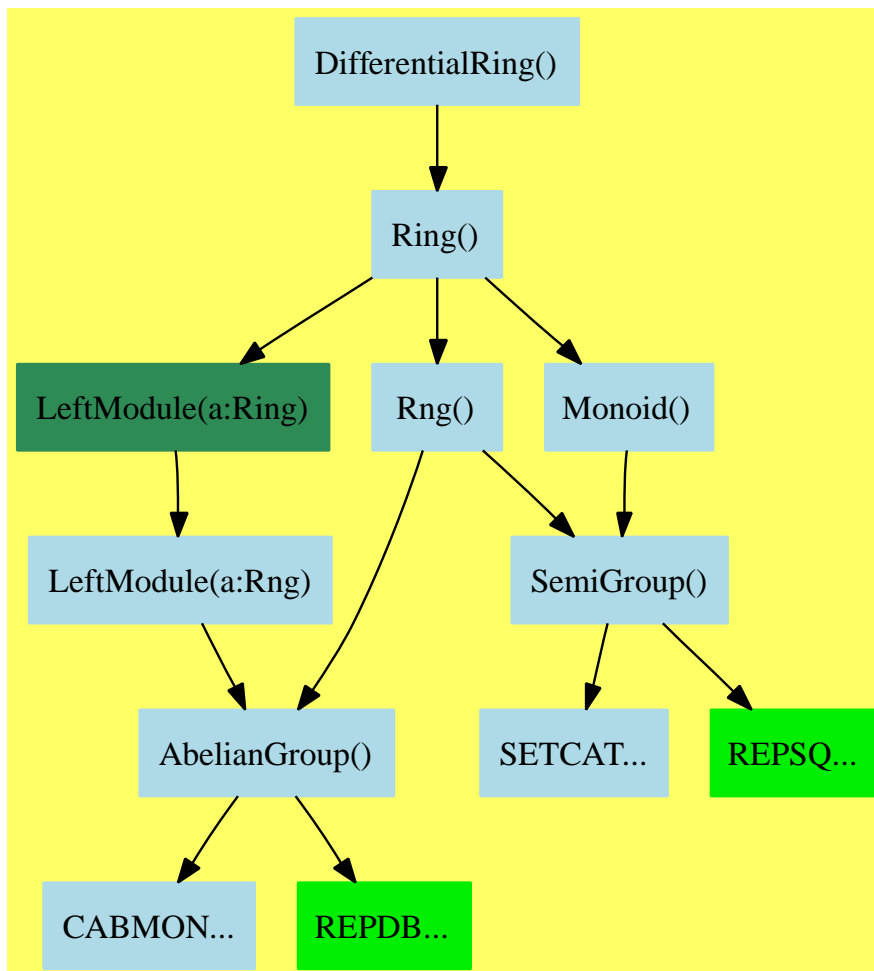 DifferentialRing()
Ring()
LeftModule(a:Ring)
Rng()
Monoid()
LeftModule(a:Rng)
SemiGroup()
AbelianGroup()
SETCAT...
REPSQ...
CABMON...
REPDB...